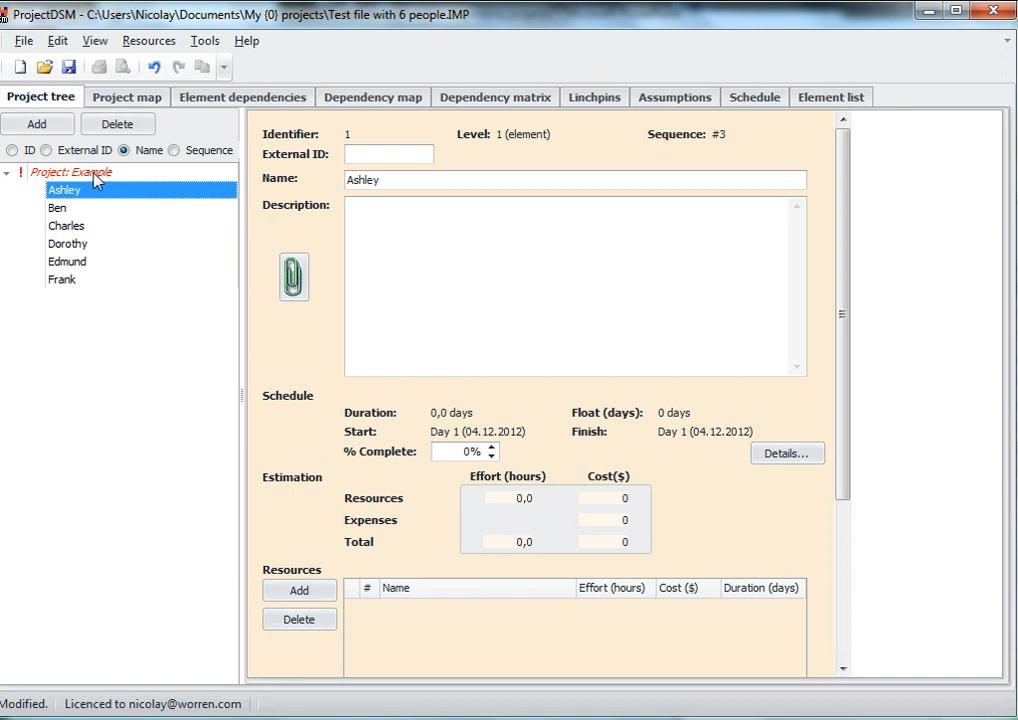 ProjectDSM - C:\Users\Nicolay\Documents\My {0} projects\Test file with 6 people.IMP
File Edit View Resources Tools Help
Project tree Project map Element dependencies Dependency map Dependency matrix Linchpins Assumptions Schedule Element list
Add Delete
ID External ID Name Sequence
! Project: Example
Ashley
Ben
Charles
Dorothy
Edmund
Frank
Identifier: 1 Level: 1 (element) Sequence: #3
External ID:
Name: Ashley
Description:
Schedule
Duration: 0,0 days Float (days): 0 days
Start: Day 1 (04.12.2012) Finish: Day 1 (04.12.2012)
% Complete: 0% Details...
Estimation Effort (hours) Cost($)
Resources 0,0 0
Expenses 0
Total 0,0 0
Resources
Add # Name Effort (hours) Cost ($) Duration (days)
Delete
Modified. Licenced to nicolay@worren.com